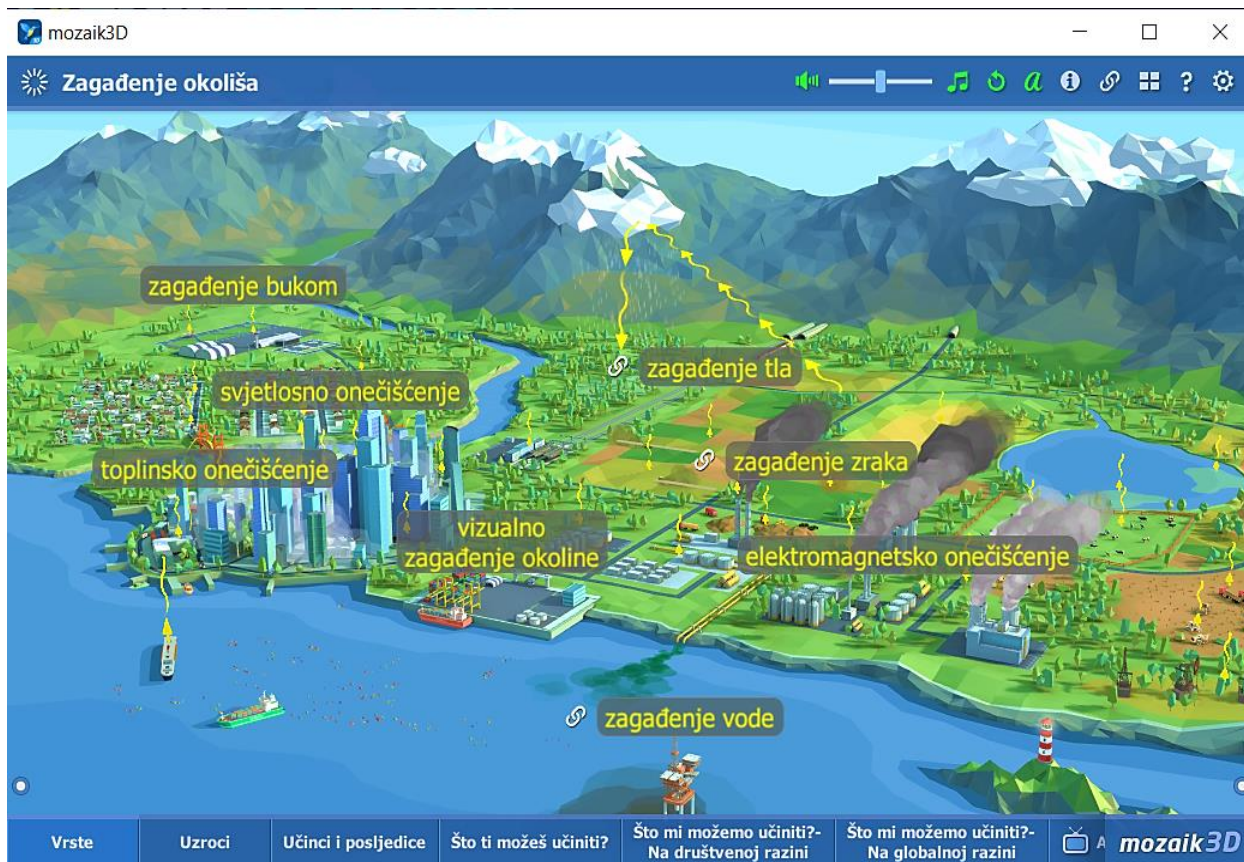 mozaik3D
Zagađenje okoliša
zagađenje bukom
zagađenje tla
svjetlosno onečišćenje
toplinsko onečišćenje
zagađenje zraka
vizualno
zagađenje okoline
elektromagnetsko onečišćenje
zagađenje vode
Vrste
Uzroci
Učinci i posljedice
Što ti možeš učiniti?
Što mi možemo učiniti?-
Na društvenoj razini
Što mi možemo učiniti?-
Na globalnoj razini
A
mozaik3D